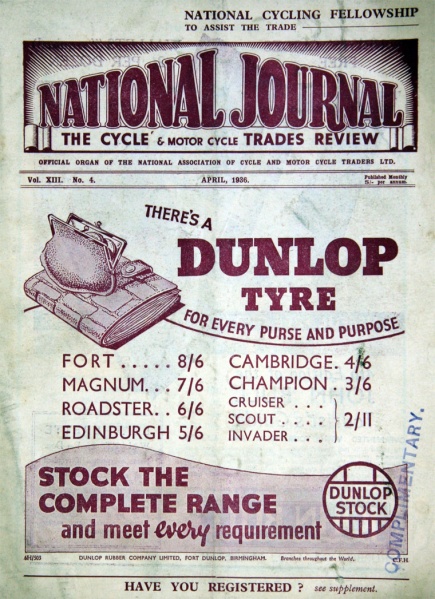 NATIONAL CYCLING FELLOWSHIP
TO ASSIST THE TRADE
NATIONAL JOURNAL
THE CYCLE & MOTOR CYCLE TRADES REVIEW
OFFICIAL ORGAN OF THE NATIONAL ASSOCIATION OF CYCLE AND MOTOR CYCLE TRADERS LTD.
Vol. XIII. No. 4. APRIL, 1936. Published Monthly
per annum.
THERE'S A
DUNLOP
TYRE
FOR EVERY PURSE AND PURPOSE
FORT ..... 8/6
MAGNUM... 7/6
ROADSTER.. 6/6
EDINBURGH 5/6
CAMBRIDGE. 4/6
CHAMPION. 3/6
CRUISER ...
SCOUT .... 2/11
INVADER ...
STOCK THE
COMPLETE RANGE
and meet every requirement
DUNLOP
STOCK
COMPLIMENTARY.
6H/503 DUNLOP RUBBER COMPANY LIMITED, FORT DUNLOP, BIRMINGHAM. Branches throughout the World.
HAVE YOU REGISTERED ? see supplement.